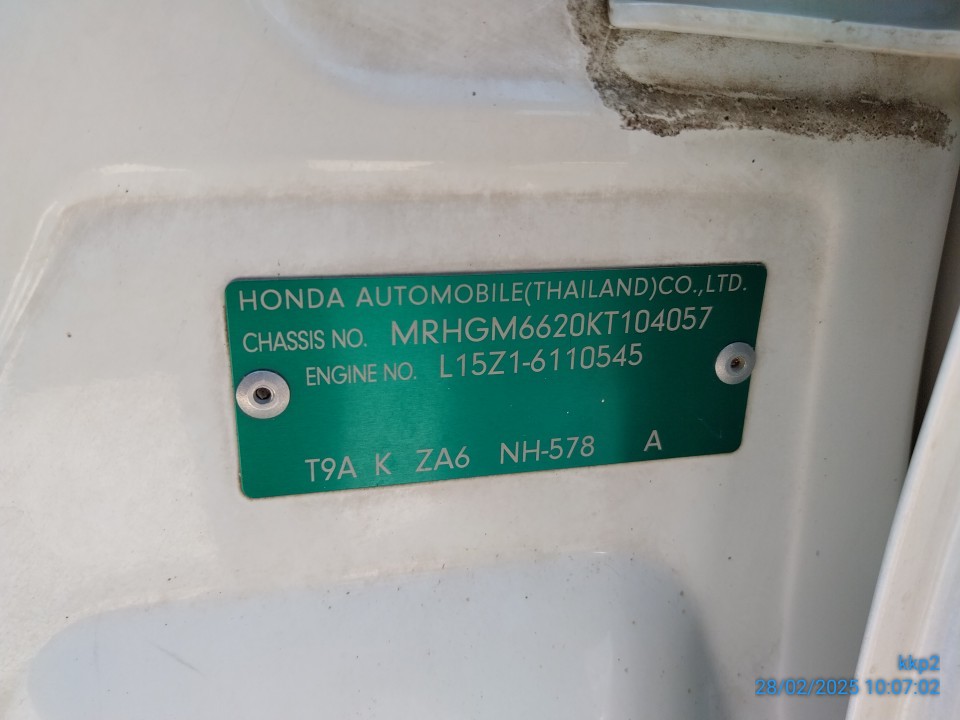 HONDA AUTOMOBILE(THAILAND)CO.,LTD.
CHASSIS NO. MRHGM6620KT104057
ENGINE NO. L15Z1-6110545
T9A K ZA6 NH-578 A
kkp2
28/02/2025 10:07:02